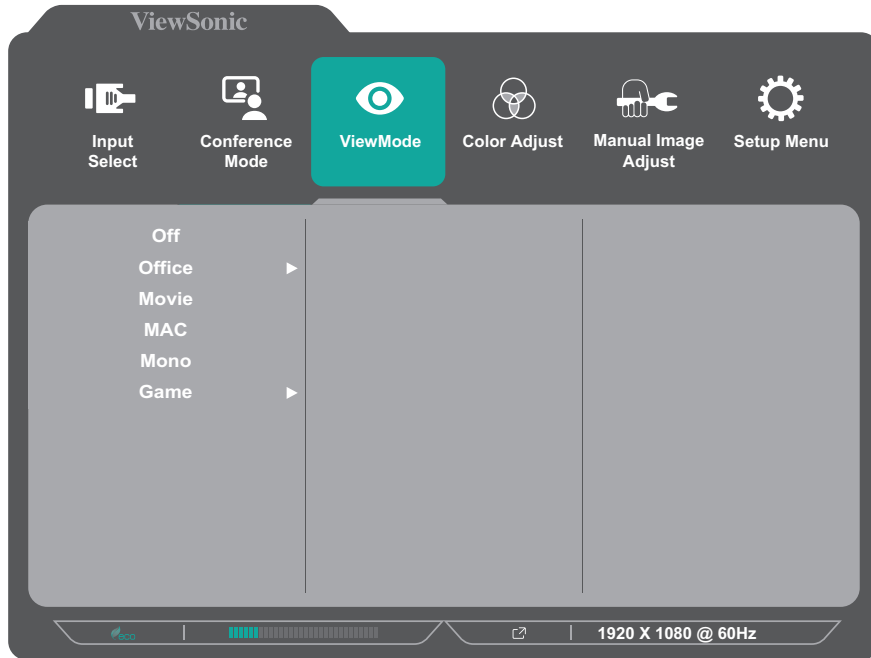 ViewSonic
Input
Select
Conference
Mode
ViewMode
Color Adjust
Manual Image
Adjust
Setup Menu
Off
Office
Movie
MAC
Mono
Game
eco
1920 X 1080 @ 60Hz